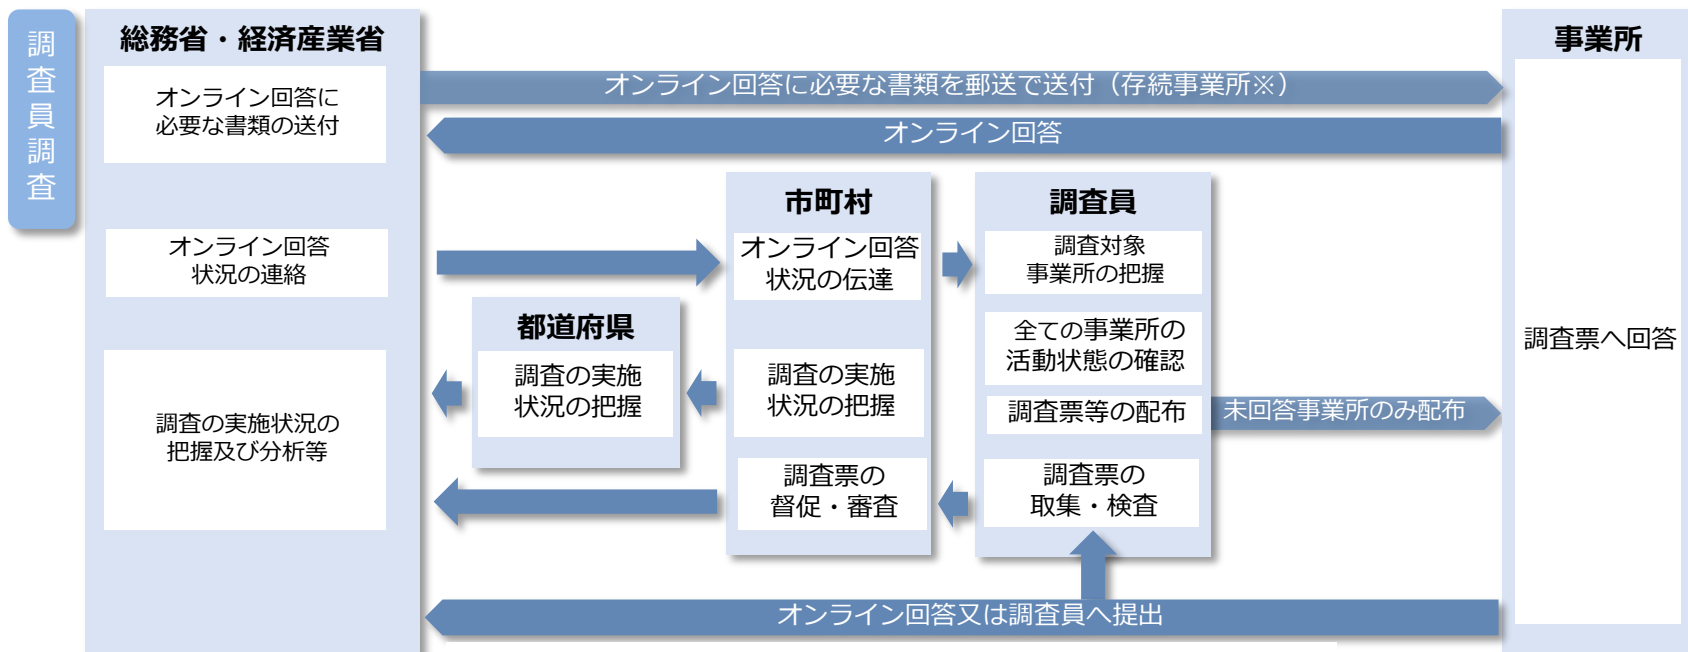 調査員調査
総務省・経済産業省
オンライン回答に
必要な書類の送付
オンライン回答
状況の連絡
調査の実施状況の
把握及び分析等
オンライン回答に必要な書類を郵送で送付（存続事業所※）
オンライン回答
都道府県
調査の実施
状況の把握
市町村
オンライン回答
状況の伝達
調査の実施
状況の把握
調査票の
督促・審査
調査員
調査対象
事業所の把握
全ての事業所の
活動状態の確認
調査票等の配布
調査票の
取集・検査
未回答事業所のみ配布
オンライン回答又は調査員へ提出
事業所
調査票へ回答